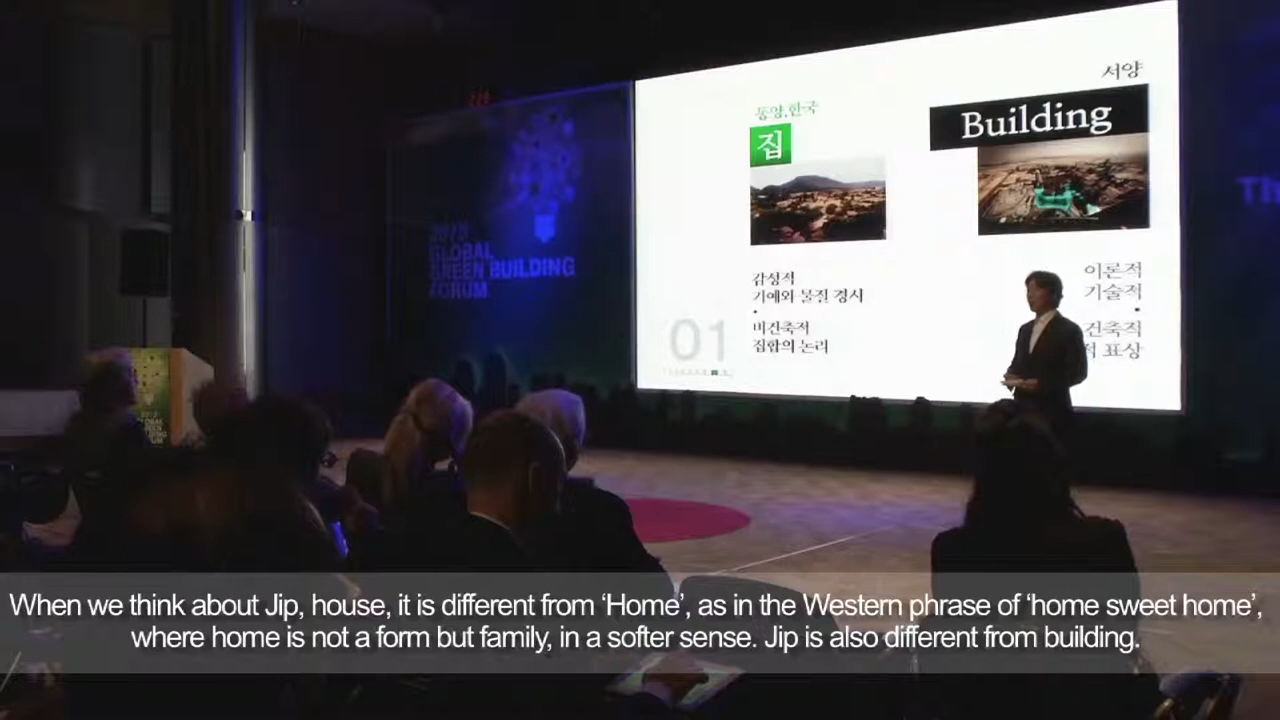 서양
동양,한국
Building
집
감성적
기예와 물질 경시
비건축적
집합의 논리
이론적
기술적
건축적
표상
01
GLOBAL
GREEN BUILDING
FORUM
When we think about Jip, house, it is different from ‘Home’, as in the Western phrase of ‘home sweet home’,
where home is not a form but family, in a softer sense. Jip is also different from building.